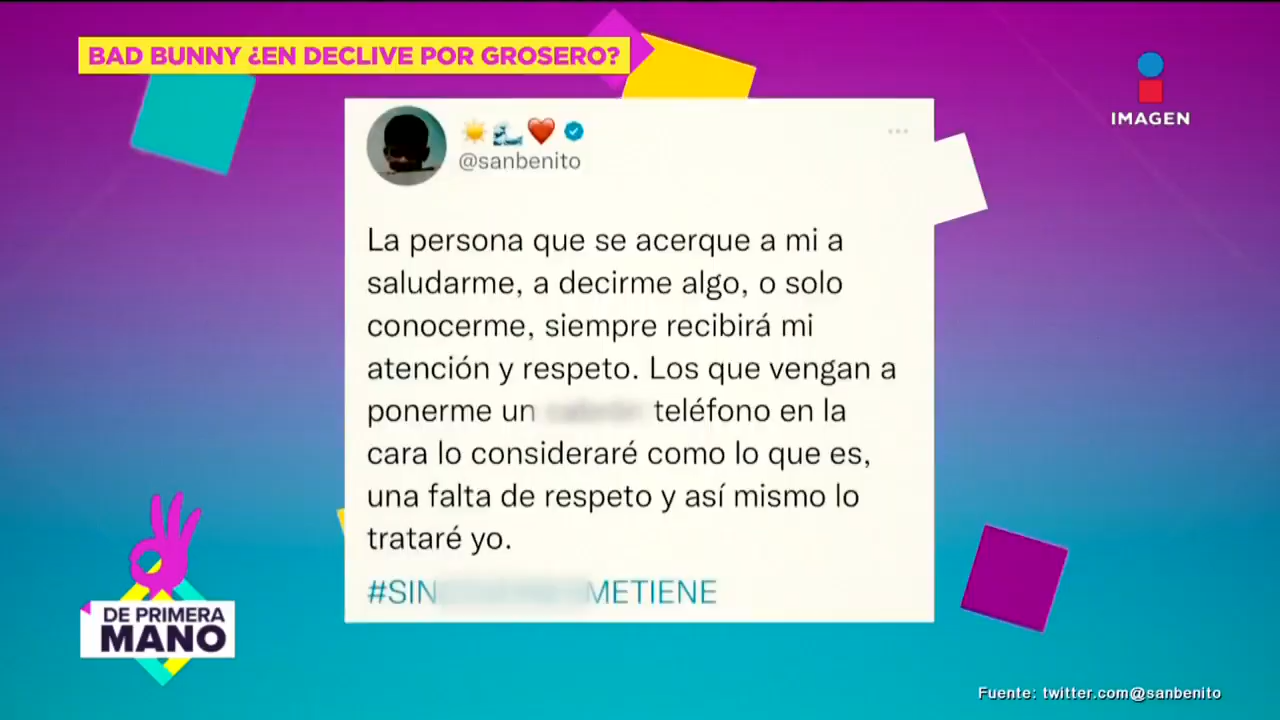 BAD BUNNY ¿EN DECLIVE POR GROSERO?
IMAGEN
@sanbenito
La persona que se acerque a mi a
saludarme, a decirme algo, o solo
conocerme, siempre recibirá mi
atención y respeto. Los que vengan a
ponerme un teléfono en la
cara lo consideraré como lo que es,
una falta de respeto y así mismo lo
trataré yo.
#SIN METIENE
DE PRIMERA
MANO
Fuente: twitter.com@sanbenito